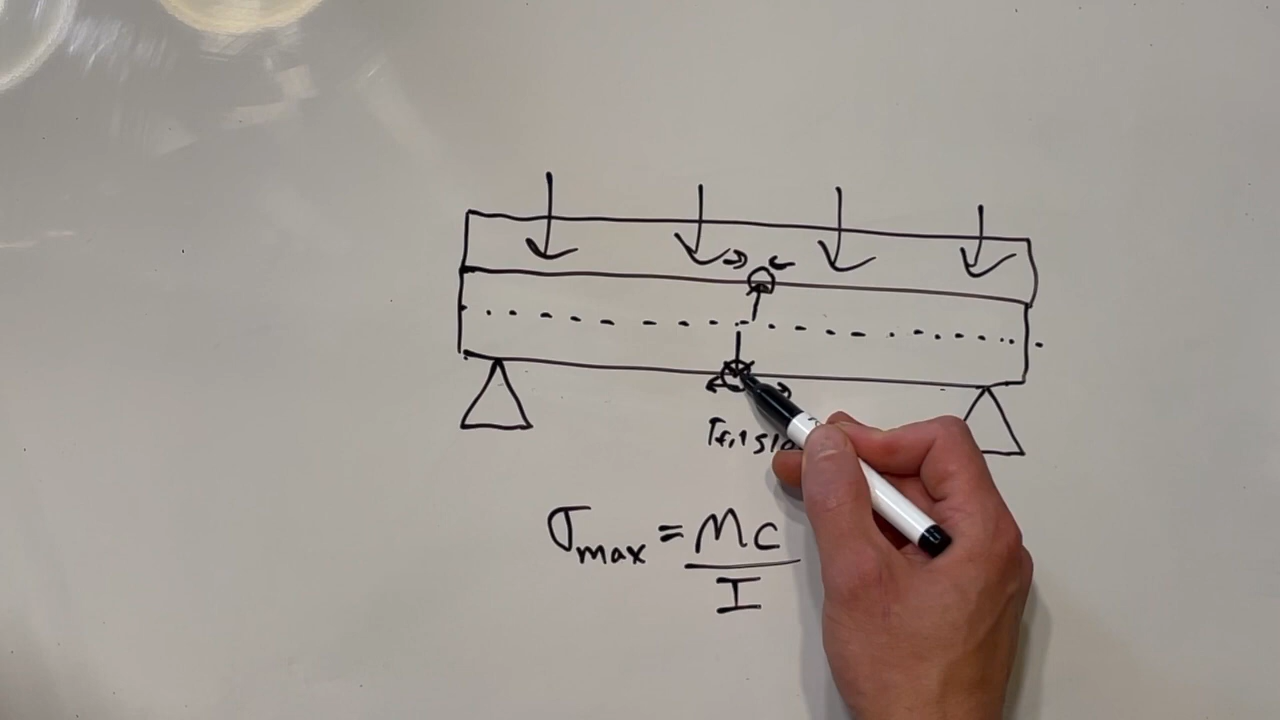 σmax = Mc
I